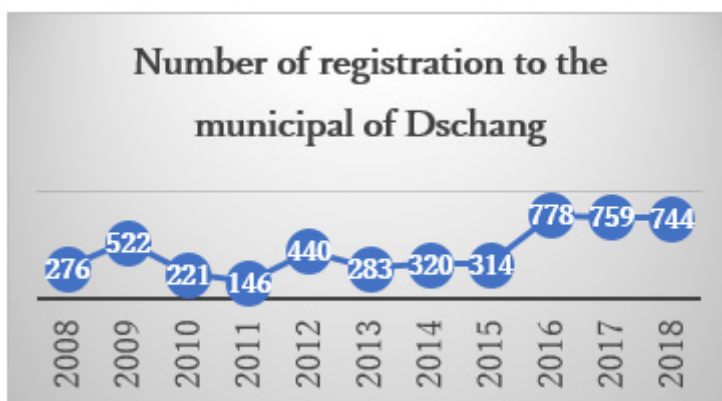 Number of registration to the
municipal of Dschang
276 522 221 146 440 283 320 314 778 759 744
2008 2009 2010 2011 2012 2013 2014 2015 2016 2017 2018